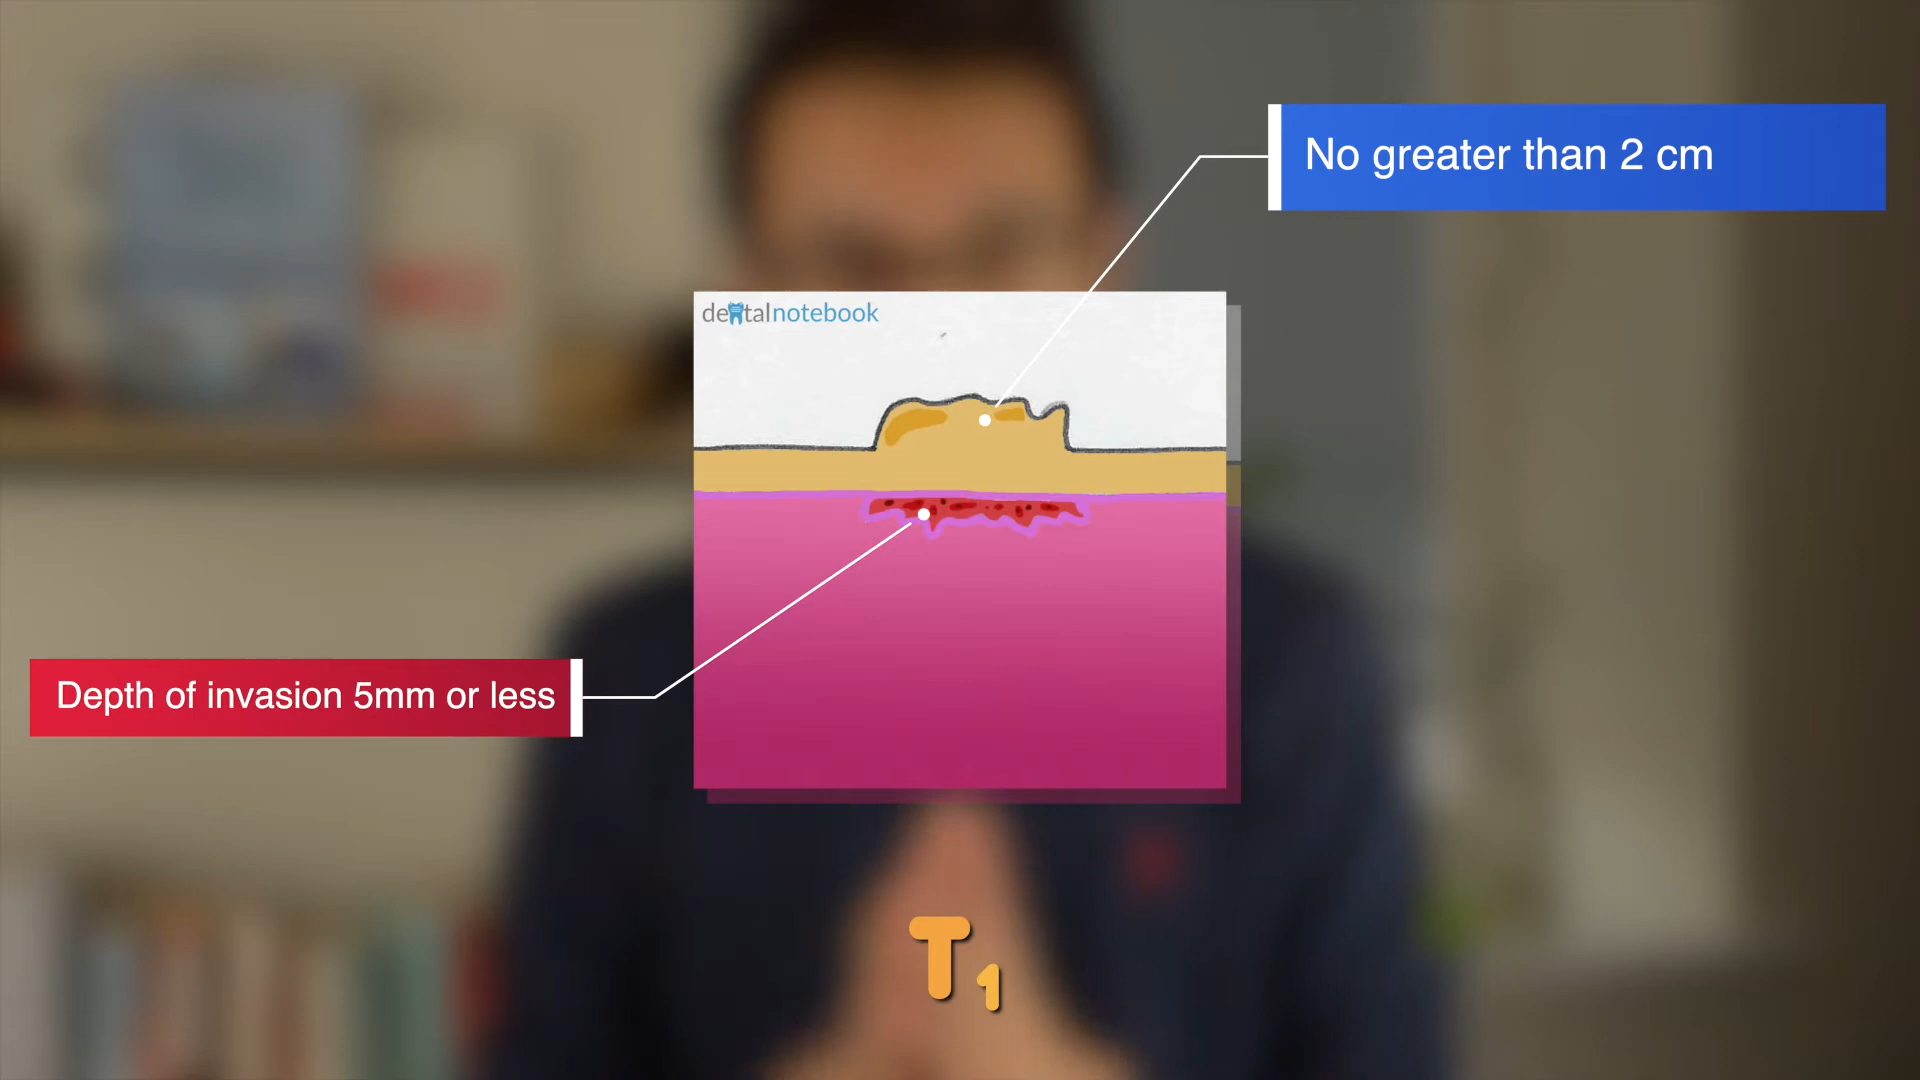 No greater than 2 cm
dentalnotebook
Depth of invasion 5mm or less
T1